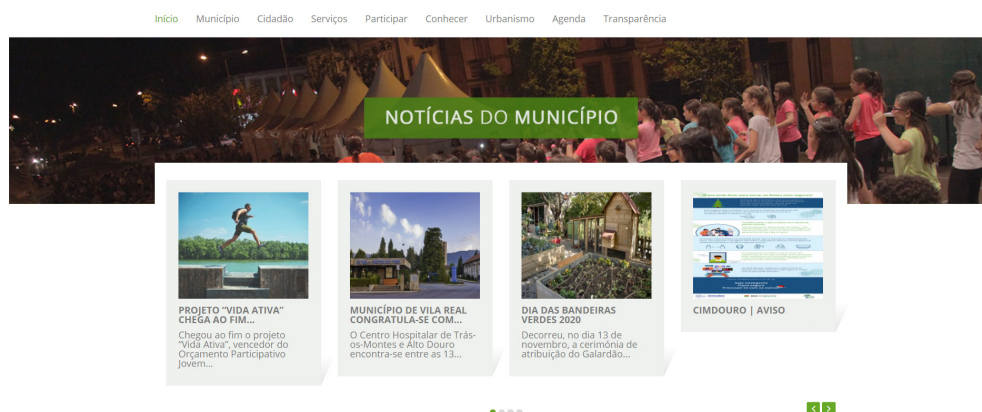 Início Município Cidadão Serviços Participar Conhecer Urbanismo Agenda Transparência
NOTÍCIAS DO MUNICÍPIO
PROJETO “VIDA ATIVA”
CHEGA AO FIM...
Chegou ao fim o projeto
“Vida Ativa”, vencedor do
Orçamento Participativo
Jovem...
MUNICÍPIO DE VILA REAL
CONGRATULA-SE COM...
O Centro Hospitalar de Trás-
os-Montes e Alto Douro
encontra-se entre as 13...
DIA DAS BANDEIRAS
VERDES 2020
Decorreu, no dia 13 de
novembro, a cerimónia de
atribuição do Galardão...
CIMDOURO | AVISO